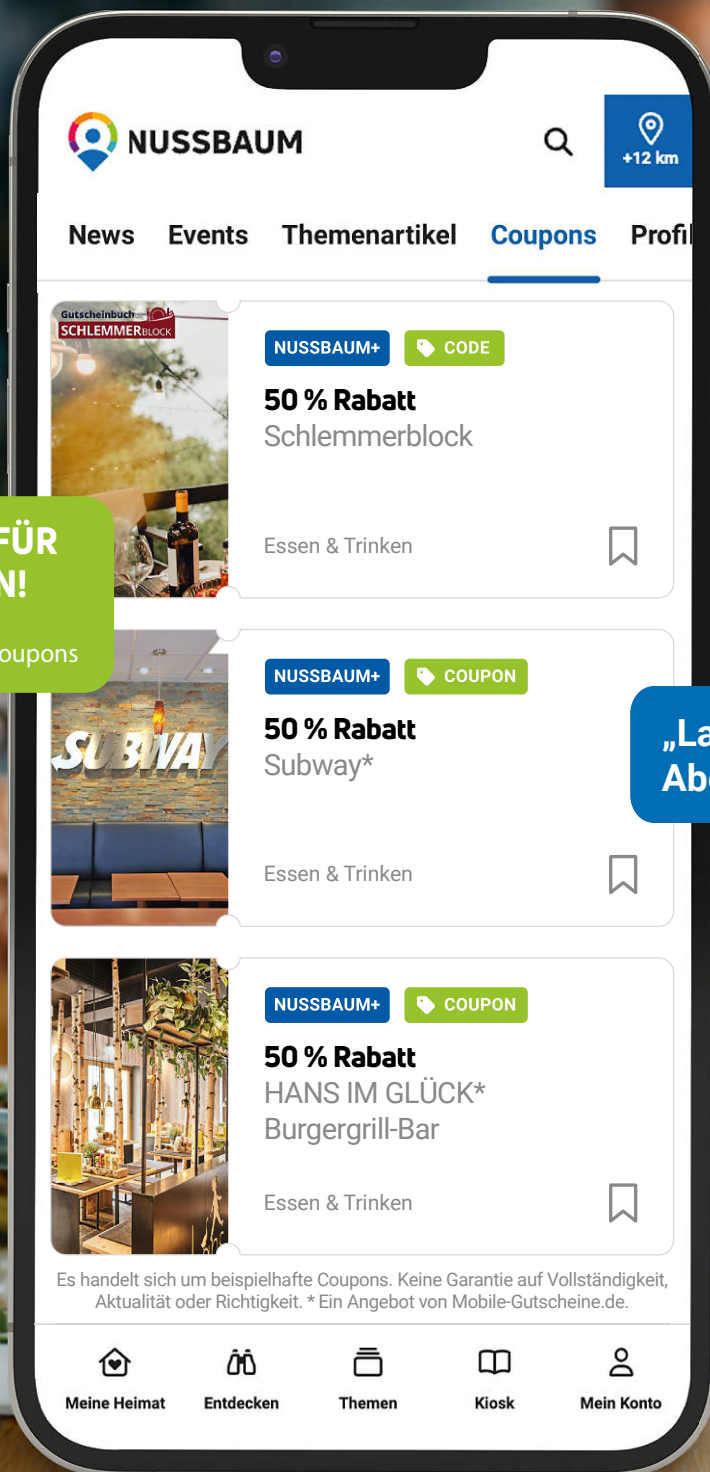 NUSSBAUM
+12 km
News Events Themenartikel Coupons Profil
Gutscheinbuch
SCHLEMMERBLOCK
NUSSBAUM+ CODE
50 % Rabatt
Schlemmerblock
Essen & Trinken
FÜR
N!
oupons
SUBWAY
NUSSBAUM+ COUPON
50 % Rabatt
Subway*
Essen & Trinken
„La
Ab
NUSSBAUM+ COUPON
50 % Rabatt
HANS IM GLÜCK*
Burgergrill-Bar
Essen & Trinken
Es handelt sich um beispielhafte Coupons. Keine Garantie auf Vollständigkeit,
Aktualität oder Richtigkeit. * Ein Angebot von Mobile-Gutscheine.de.
Meine Heimat Entdecken Themen Kiosk Mein Konto